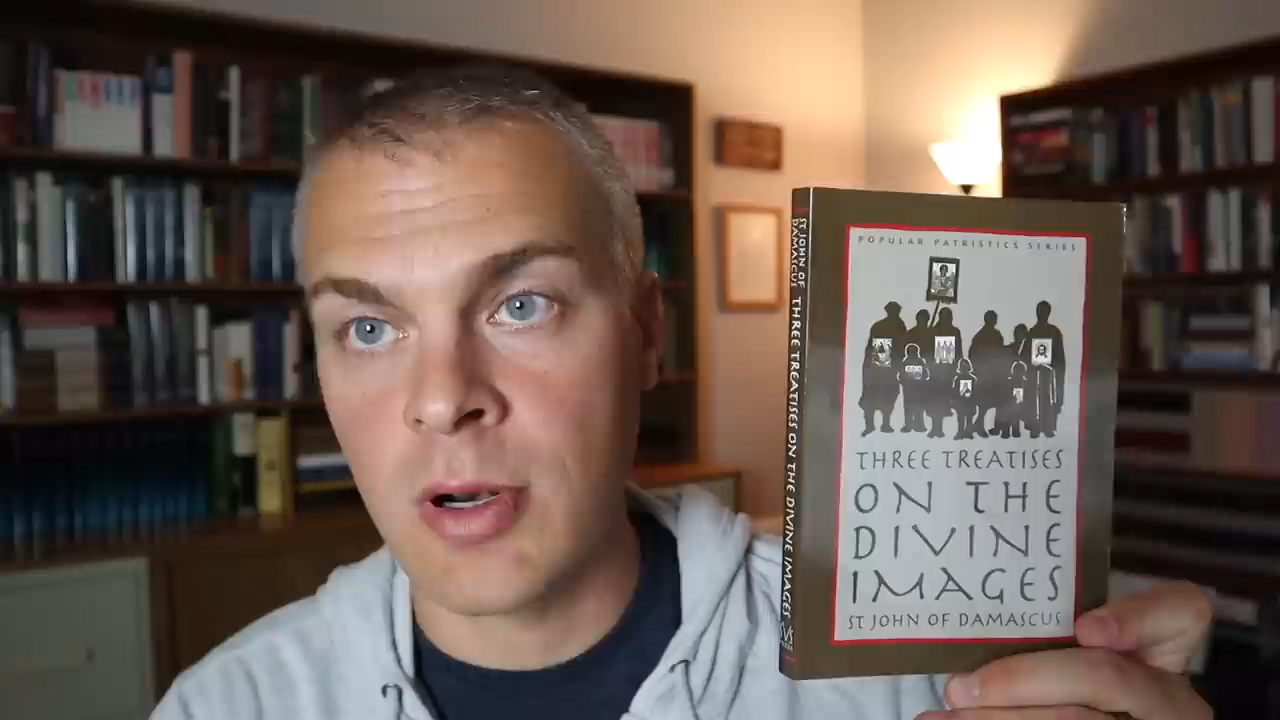 POPULAR PATRISTICS SERIES
THREE TREATISES
ON THE
DIVINE
IMAGES
ST JOHN OF DAMASCUS
ST JOHN OF
DAMASCUS
THREE TREATISES ON THE DIVINE IMAGES
SVS